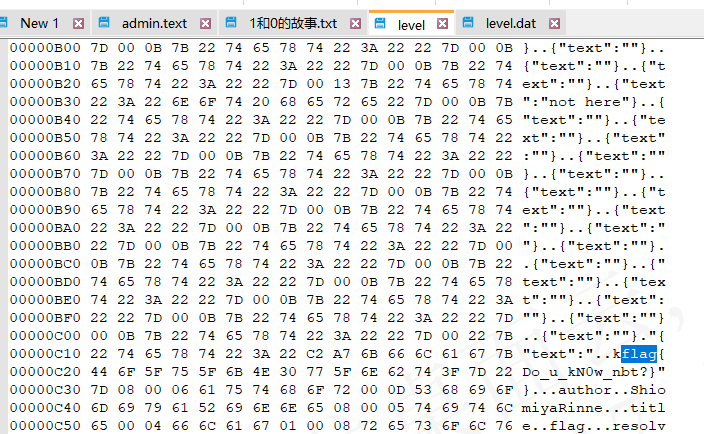 New 1 admin.text 1和0的故事.txt level level.dat
00000B00 7D 00 0B 7B 22 74 65 78 74 22 3A 22 22 7D 00 0B }..{"text":""}..
00000B10 7B 22 74 65 78 74 22 3A 22 22 7D 00 0B 7B 22 74 {"text":""}..{"t
00000B20 65 78 74 22 3A 22 22 7D 00 13 7B 22 74 65 78 74 ext":""}..{"text
00000B30 22 3A 22 6E 6F 74 20 68 65 72 65 22 7D 00 0B 7B ":"not here"}..{
00000B40 22 74 65 78 74 22 3A 22 22 7D 00 0B 7B 22 74 65 "text":""}..{"te
00000B50 78 74 22 3A 22 22 7D 00 0B 7B 22 74 65 78 74 22 xt":""}..{"text"
00000B60 3A 22 22 7D 00 0B 7B 22 74 65 78 74 22 3A 22 22 :""}..{"text":""
00000B70 7D 00 0B 7B 22 74 65 78 74 22 3A 22 22 7D 00 0B }..{"text":""}..
00000B80 7B 22 74 65 78 74 22 3A 22 22 7D 00 0B 7B 22 74 {"text":""}..{"t
00000B90 65 78 74 22 3A 22 22 7D 00 0B 7B 22 74 65 78 74 ext":""}..{"text
00000BA0 22 3A 22 22 7D 00 0B 7B 22 74 65 78 74 22 3A 22 ":""}..{"text":"
00000BB0 22 7D 00 0B 7B 22 74 65 78 74 22 3A 22 22 7D 00 "}..{"text":""}.
00000BC0 0B 7B 22 74 65 78 74 22 3A 22 22 7D 00 0B 7B 22 .{"text":""}..{"
00000BD0 74 65 78 74 22 3A 22 22 7D 00 0B 7B 22 74 65 78 text":""}..{"tex
00000BE0 74 22 3A 22 22 7D 00 0B 7B 22 74 65 78 74 22 3A t":""}..{"text":
00000BF0 22 22 7D 00 0B 7B 22 74 65 78 74 22 3A 22 22 7D ""}..{"text":""}
00000C00 00 0B 7B 22 74 65 78 74 22 3A 22 22 7D 00 22 7B ..{"text":""}."{
00000C10 22 74 65 78 74 22 3A 22 C2 A7 6B 66 6C 61 67 7B "text":"..kflag{
00000C20 44 6F 5F 75 5F 6B 4E 30 77 5F 6E 62 74 3F 7D 22 Do_u_kN0w_nbt?}"
00000C30 7D 08 00 06 61 75 74 68 6F 72 00 0D 53 68 69 6F }...author..Shio
00000C40 6D 69 79 61 52 69 6E 6E 65 08 00 05 74 69 74 6C miyaRinne...titl
00000C50 65 00 04 66 6C 61 67 01 00 08 72 65 73 6F 6C 76 e..flag...resolv